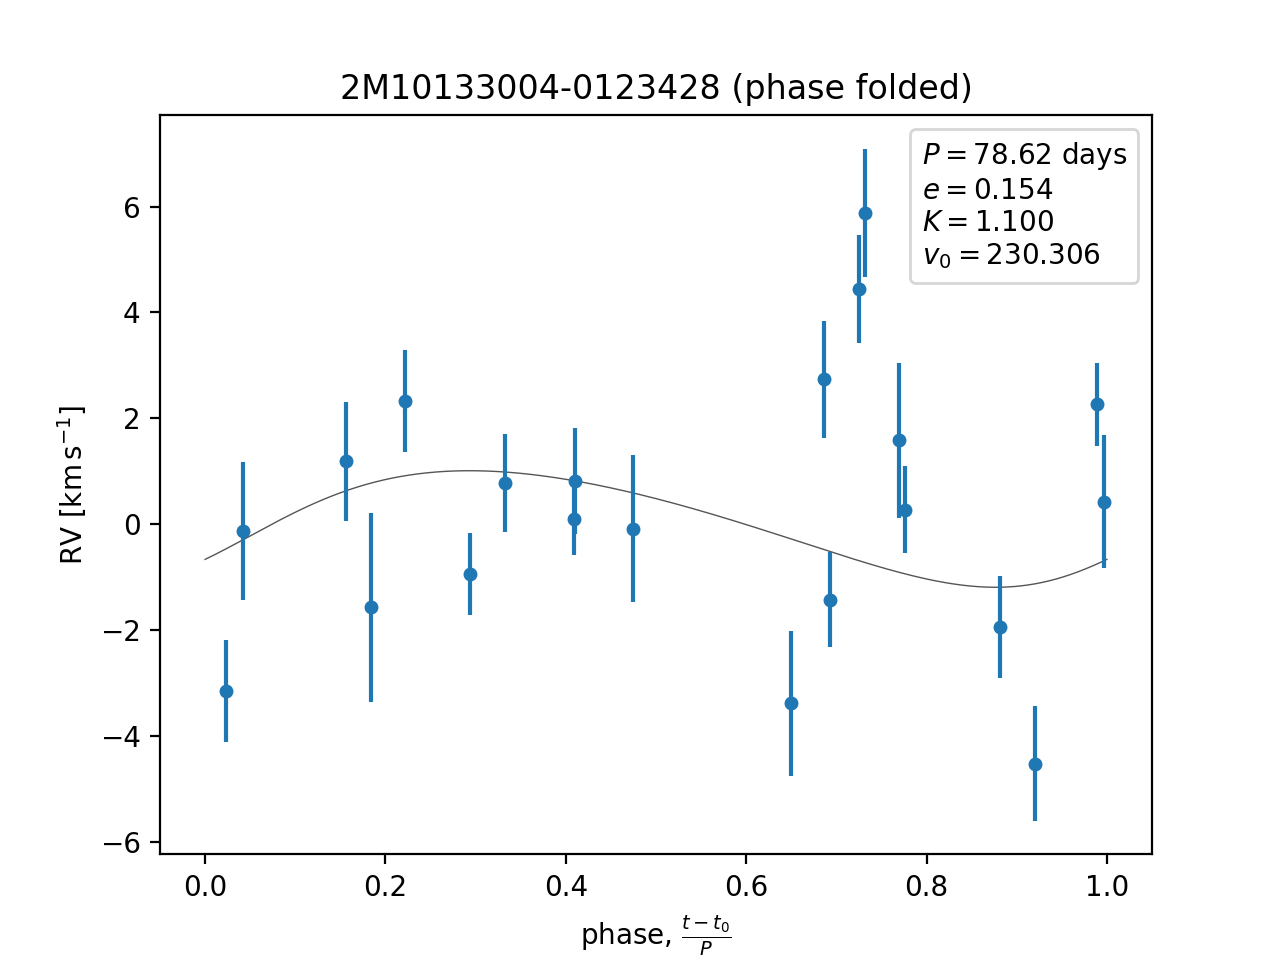 2M10133004-0123428 (phase folded)
P = 78.62 days
e = 0.154
K = 1.100
v₀ = 230.306
RV [km s⁻¹]
6
4
2
0
−2
−4
−6
0.0 0.2 0.4 0.6 0.8 1.0
phase, (t − t₀)/P